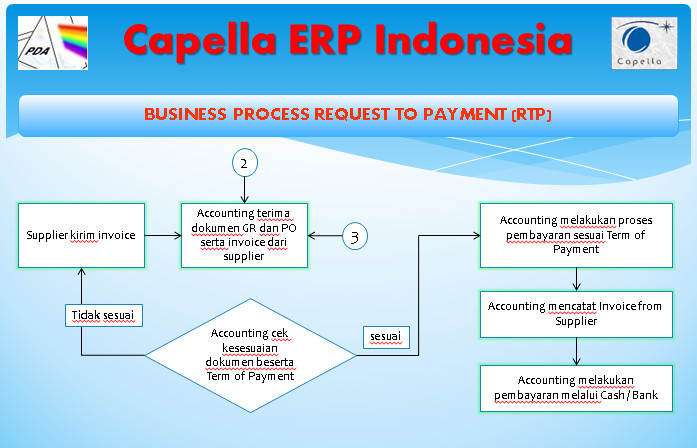 PDA
Capella ERP Indonesia
Capella
BUSINESS PROCESS REQUEST TO PAYMENT (RTP)
2
Supplier kirim invoice
Accounting terima
dokumen GR dan PO
serta invoice dari
supplier
3
Accounting melakukan proses
pembayaran sesuai Term of
Payment
Tidak sesuai
Accounting cek
kesesuaian
dokumen beserta
Term of Payment
sesuai
Accounting mencatat Invoice from
Supplier
Accounting melakukan
pembayaran melalui Cash / Bank